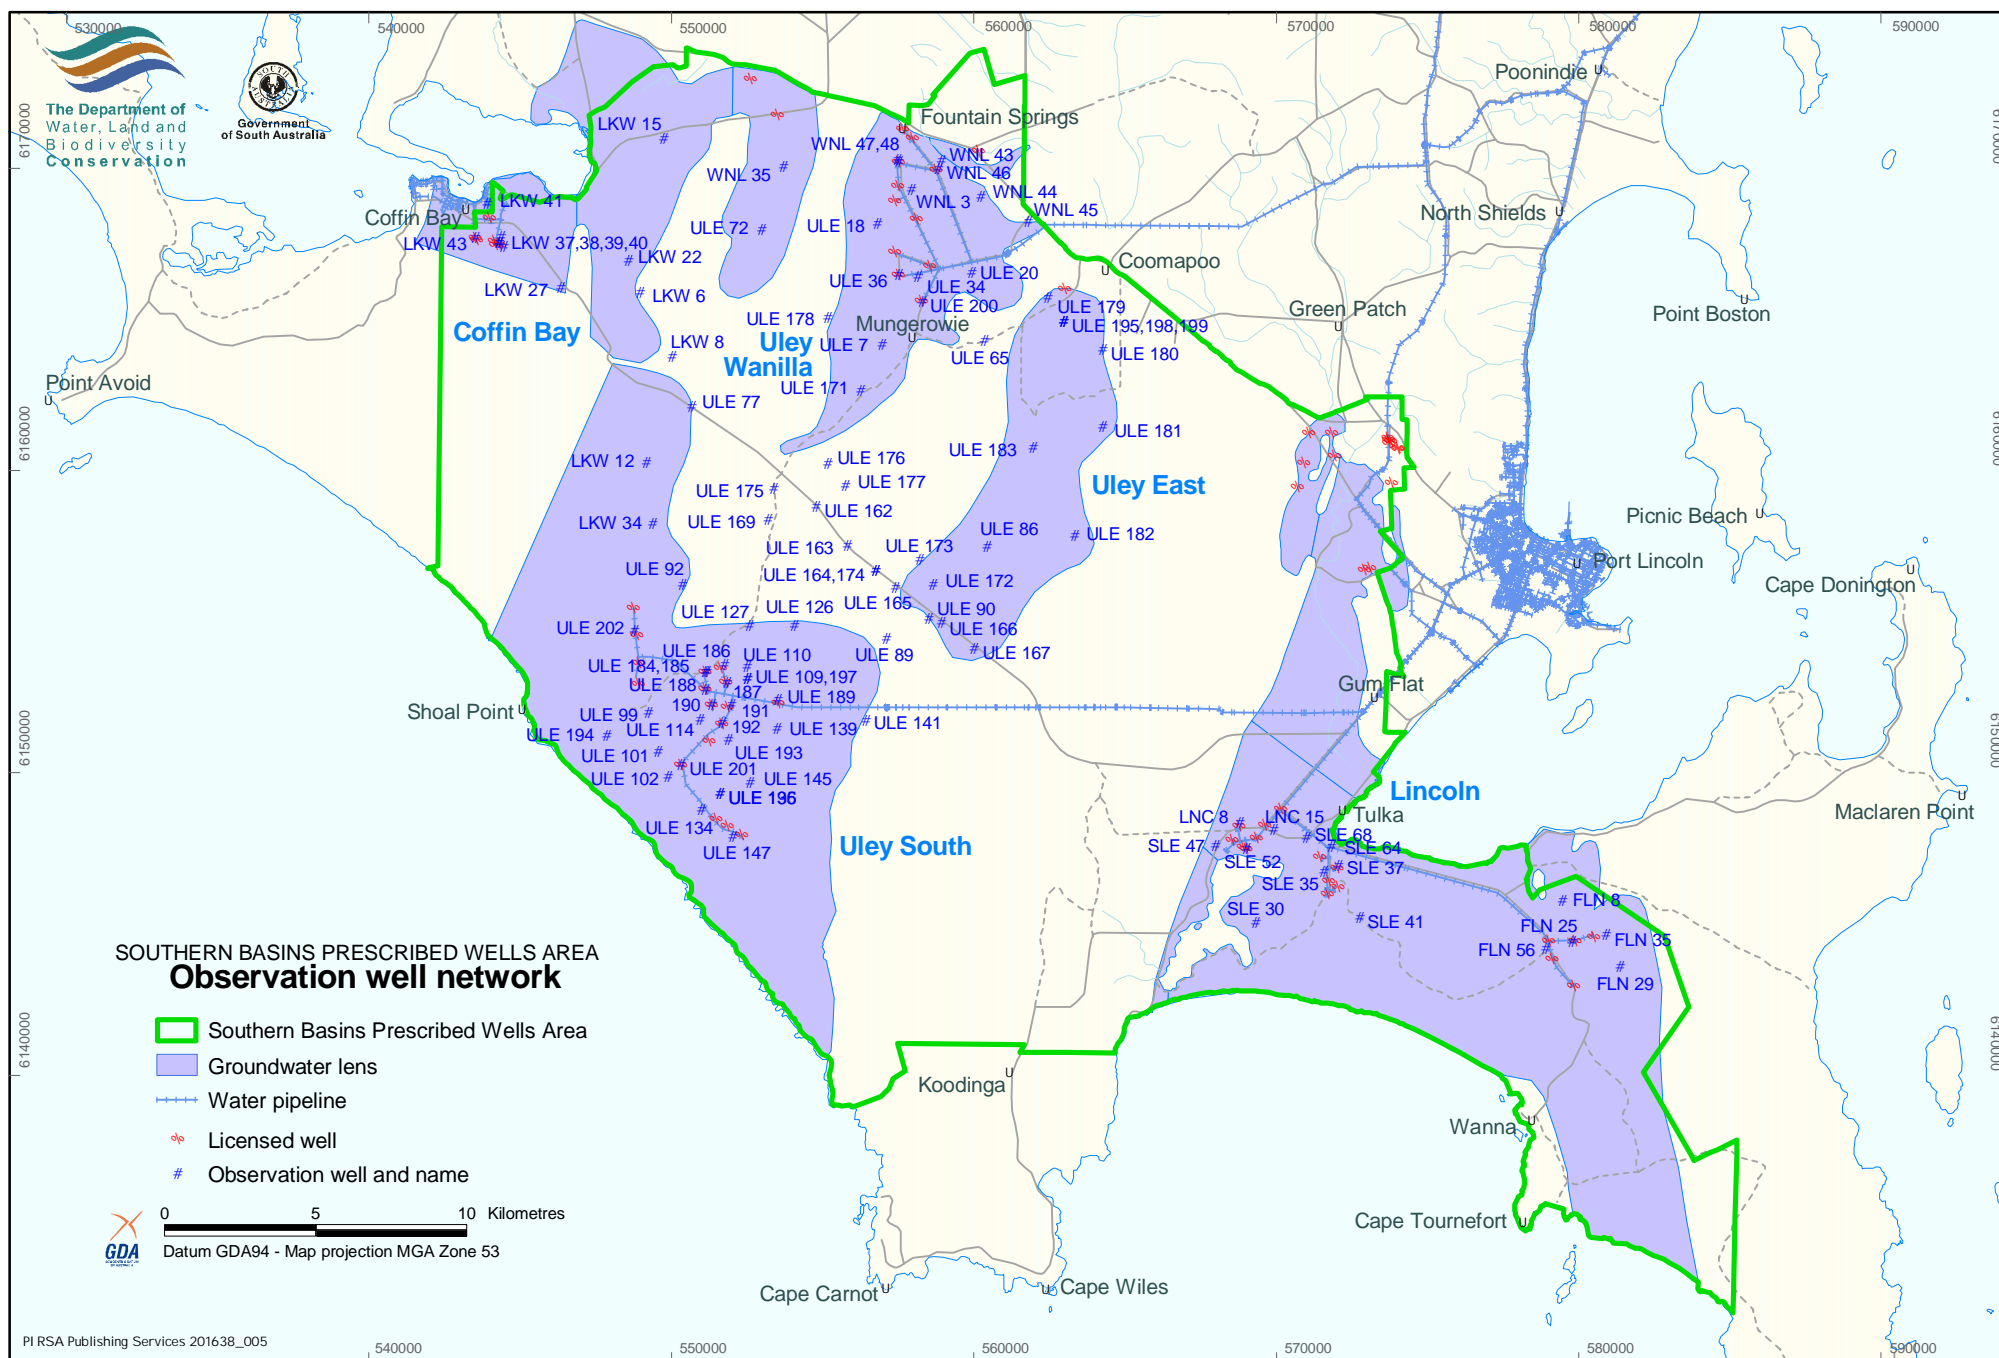 530000
540000
550000
560000
570000
580000
590000
The Department of
Water, Land and
Biodiversity
Conservation
SOUTH
AUSTRALIA
Government
of South Australia
6170000
6160000
6150000
6140000
6170000
6160000
6150000
6140000
Poonindie
Fountain Springs
LKW 15
WNL 47,48
WNL 43
WNL 46
WNL 35
WNL 44
WNL 3
WNL 45
LKW 41
Coffin Bay
North Shields
ULE 18
ULE 72
LKW 43
LKW 37,38,39,40
LKW 22
Coomapoo
ULE 36
ULE 20
ULE 34
LKW 27
LKW 6
ULE 200
ULE 179
Green Patch
Point Boston
ULE 178
Mungerowie
ULE 195,198,199
Coffin Bay
Uley
Wanilla
LKW 8
ULE 7
ULE 65
ULE 180
Point Avoid
ULE 171
ULE 77
ULE 181
ULE 183
LKW 12
ULE 176
ULE 177
ULE 175
Uley East
ULE 162
LKW 34
ULE 169
Picnic Beach
ULE 86
ULE 182
ULE 163
ULE 173
Port Lincoln
ULE 92
ULE 164,174
ULE 172
Cape Donington
ULE 165
ULE 127
ULE 126
ULE 90
ULE 202
ULE 166
ULE 186
ULE 110
ULE 89
ULE 167
ULE 184,185
ULE 109,197
ULE 188
187
ULE 189
Gum Flat
190
191
Shoal Point
ULE 99
ULE 114
192
ULE 139
ULE 141
ULE 194
ULE 101
ULE 193
ULE 201
ULE 102
ULE 145
Lincoln
ULE 196
ULE 134
Maclaren Point
LNC 8
LNC 15
Tulka
ULE 147
Uley South
SLE 47
SLE 68
SLE 64
SLE 52
SLE 37
SLE 35
SLE 30
SLE 41
FLN 8
FLN 25
FLN 35
FLN 56
FLN 29
SOUTHERN BASINS PRESCRIBED WELLS AREA
Observation well network
Southern Basins Prescribed Wells Area
Groundwater lens
Water pipeline
Licensed well
Observation well and name
0 5 10 Kilometres
GDA
Datum GDA94 - Map projection MGA Zone 53
Koodinga
Wanna
Cape Tournefort
Cape Carnot
Cape Wiles
PIRSA Publishing Services 201638_005
540000
550000
560000
570000
580000
590000